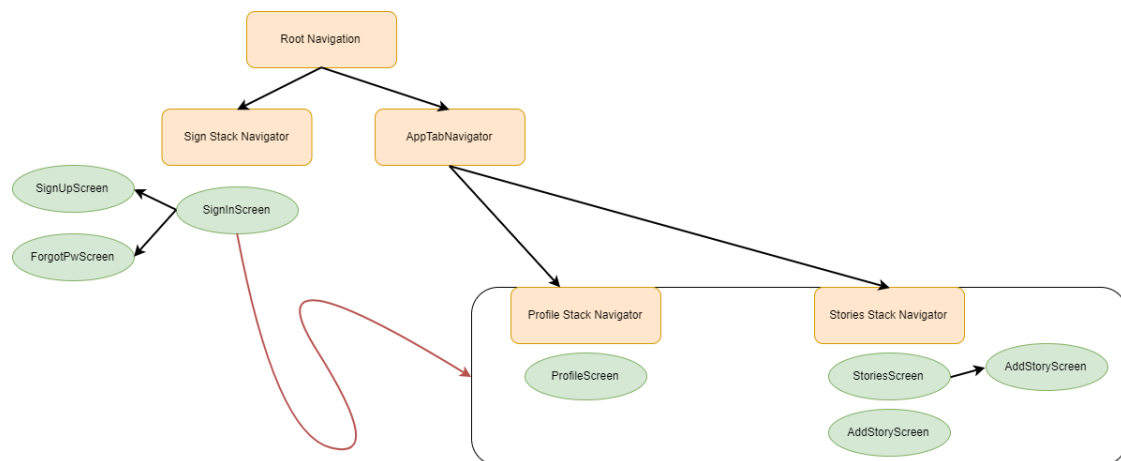 Root Navigation
Sign Stack Navigator
AppTabNavigator
SignUpScreen
SignInScreen
ForgotPwScreen
Profile Stack Navigator
Stories Stack Navigator
ProfileScreen
StoriesScreen
AddStoryScreen
AddStoryScreen